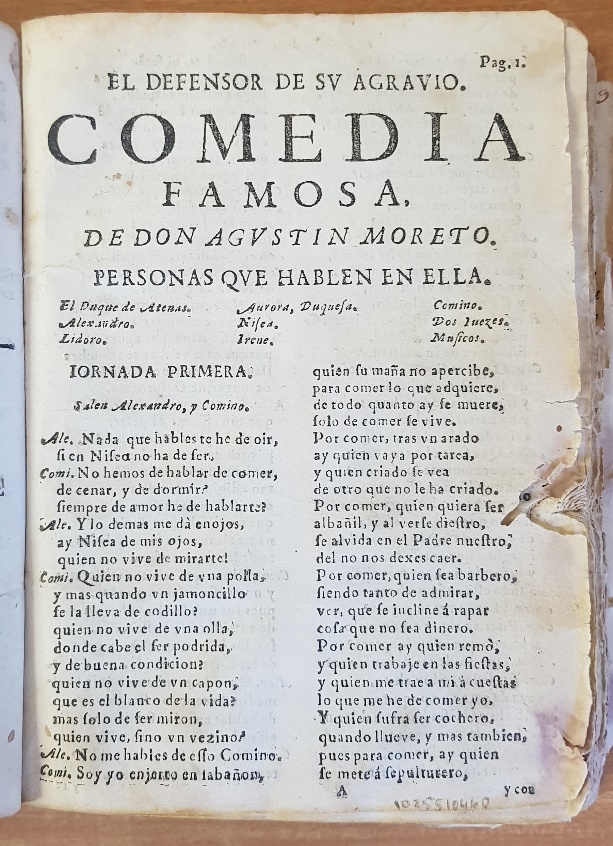 Pag. 1.
EL DEFENSOR DE SV AGRAVIO.
COMEDIA
FAMOSA,
DE DON AGVSTIN MORETO.
PERSONAS QVE HABLEN EN ELLA.
El Duque de Atenas.
Alexandro.
Lidoro.
Aurora, Duquesa.
Nisea.
Irene.
Comino.
Dos Iuezes.
Musicos.
IORNADA PRIMERA.
Salen Alexandro, y Comino.
Ale. Nada que hables te he de oir,
si en Nisea no ha de ser.
Comi. No hemos de hablar de comer,
de cenar, y de dormir?
siempre de amor he de hablarte?
Ale. Y lo demas me dà enojos,
ay Nisea de mis ojos,
quien no vive de mirarte!
Comi. Quien no vive de vna polla,
y mas quando vn jamoncillo
se la lleva de codillo?
quien no vive de vna olla,
donde cabe el ser podrida,
y de buena condicion?
quien no vive de vn capon,
que es el blanco de la vida?
mas solo de ser miron,
quien vive, sino vn vezino?
Ale. No me hables de esso Comino.
Comi. Soy yo enjerto en labañon,
quien su maña no apercibe,
para comer lo que adquiere,
de todo quanto ay se muere,
solo de comer se vive.
Por comer, tras vn arado
ay quien vaya por tarea,
y quien criado se vea
de otro que no le ha criado.
Por comer, quien quiera ser
albañil, y al verse diestro,
se alvida en el Padre nuestro,
del no nos dexes caer.
Por comer, quien sea barbero,
siendo tanto de admirar,
ver, que se incline á rapar
cosa que no sea dinero.
Por comer ay quien remò,
y quien trabaje en las fiestas,
y quien me trae a mi á cuestas
lo que me he de comer yo.
Y quien sufra ser cochero,
quando llueve, y mas tambien,
pues para comer, ay quien
se mete á sepulturero,
A
y con